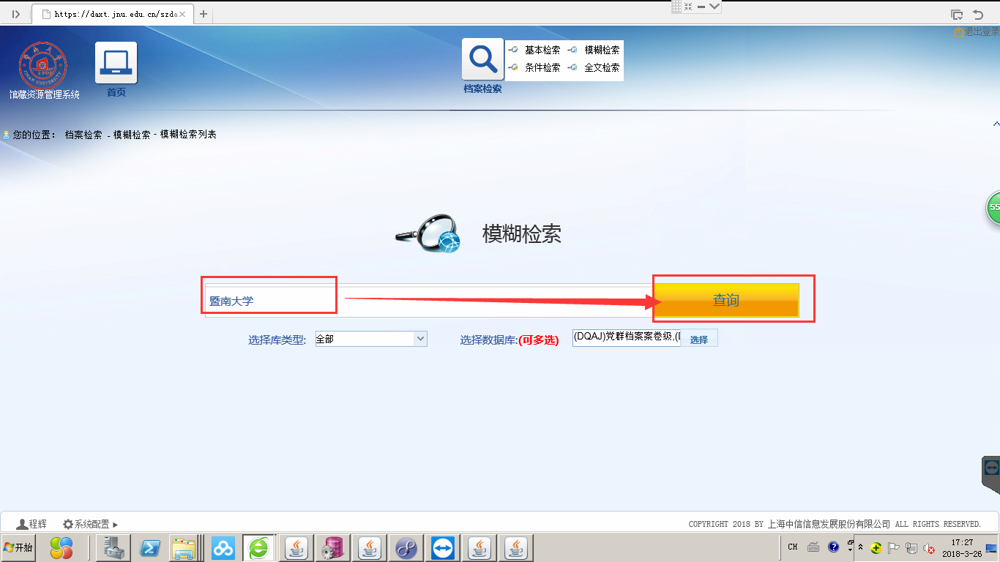 https://daxt.jnu.edu.cn/szda
退出登录
馆藏资源管理系统
首页
基本检索
模糊检索
条件检索
全文检索
档案检索
您的位置: 档案检索 - 模糊检索 - 模糊检索列表
55
模糊检索
暨南大学
查询
选择库类型:
全部
选择数据库:(可多选)
(DQAJ)党群档案案卷级,(D
选择
程辉
系统配置
COPYRIGHT 2018 BY 上海中信信息发展股份有限公司 ALL RIGHTS RESERVED.
开始
CH
17:27
2018-3-26